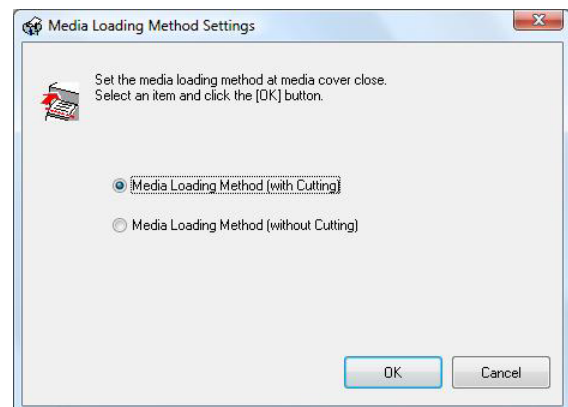 Media Loading Method Settings
Set the media loading method at media cover close.
Select an item and click the [OK] button.
Media Loading Method (with Cutting)
Media Loading Method (without Cutting)
OK
Cancel